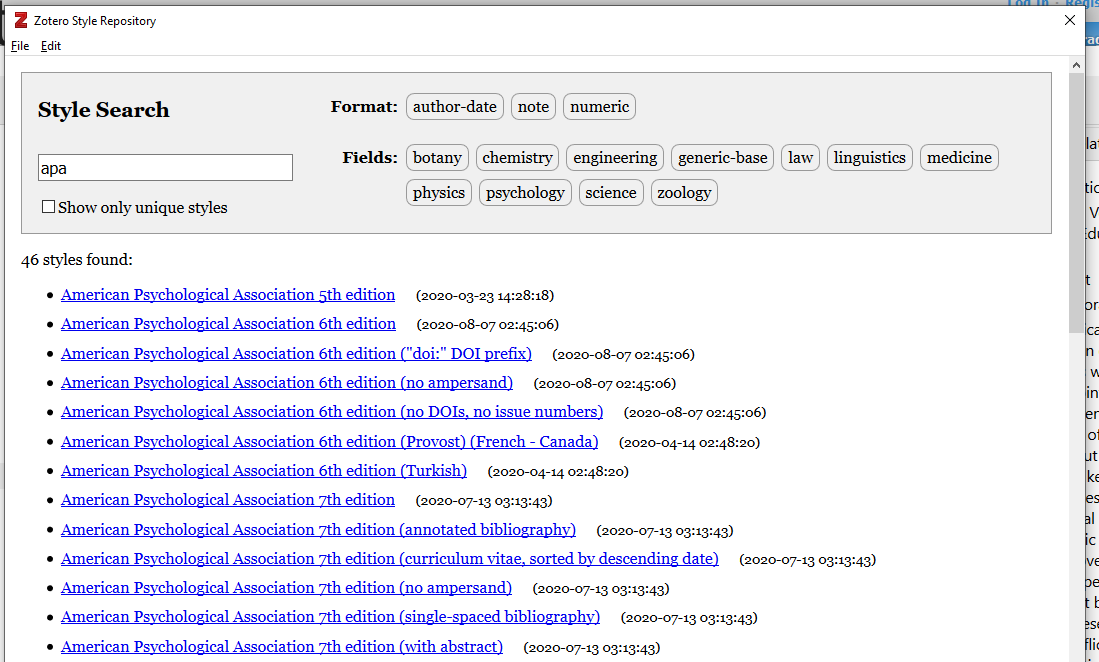 Zotero Style Repository
File Edit
Style Search
Format: author-date note numeric
apa
Fields: botany chemistry engineering generic-base law linguistics medicine
physics psychology science zoology
Show only unique styles
46 styles found:
American Psychological Association 5th edition (2020-03-23 14:28:18)
American Psychological Association 6th edition (2020-08-07 02:45:06)
American Psychological Association 6th edition ("doi:" DOI prefix) (2020-08-07 02:45:06)
American Psychological Association 6th edition (no ampersand) (2020-08-07 02:45:06)
American Psychological Association 6th edition (no DOIs, no issue numbers) (2020-08-07 02:45:06)
American Psychological Association 6th edition (Provost) (French - Canada) (2020-04-14 02:48:20)
American Psychological Association 6th edition (Turkish) (2020-04-14 02:48:20)
American Psychological Association 7th edition (2020-07-13 03:13:43)
American Psychological Association 7th edition (annotated bibliography) (2020-07-13 03:13:43)
American Psychological Association 7th edition (curriculum vitae, sorted by descending date) (2020-07-13 03:13:43)
American Psychological Association 7th edition (no ampersand) (2020-07-13 03:13:43)
American Psychological Association 7th edition (single-spaced bibliography) (2020-07-13 03:13:43)
American Psychological Association 7th edition (with abstract) (2020-07-13 03:13:43)